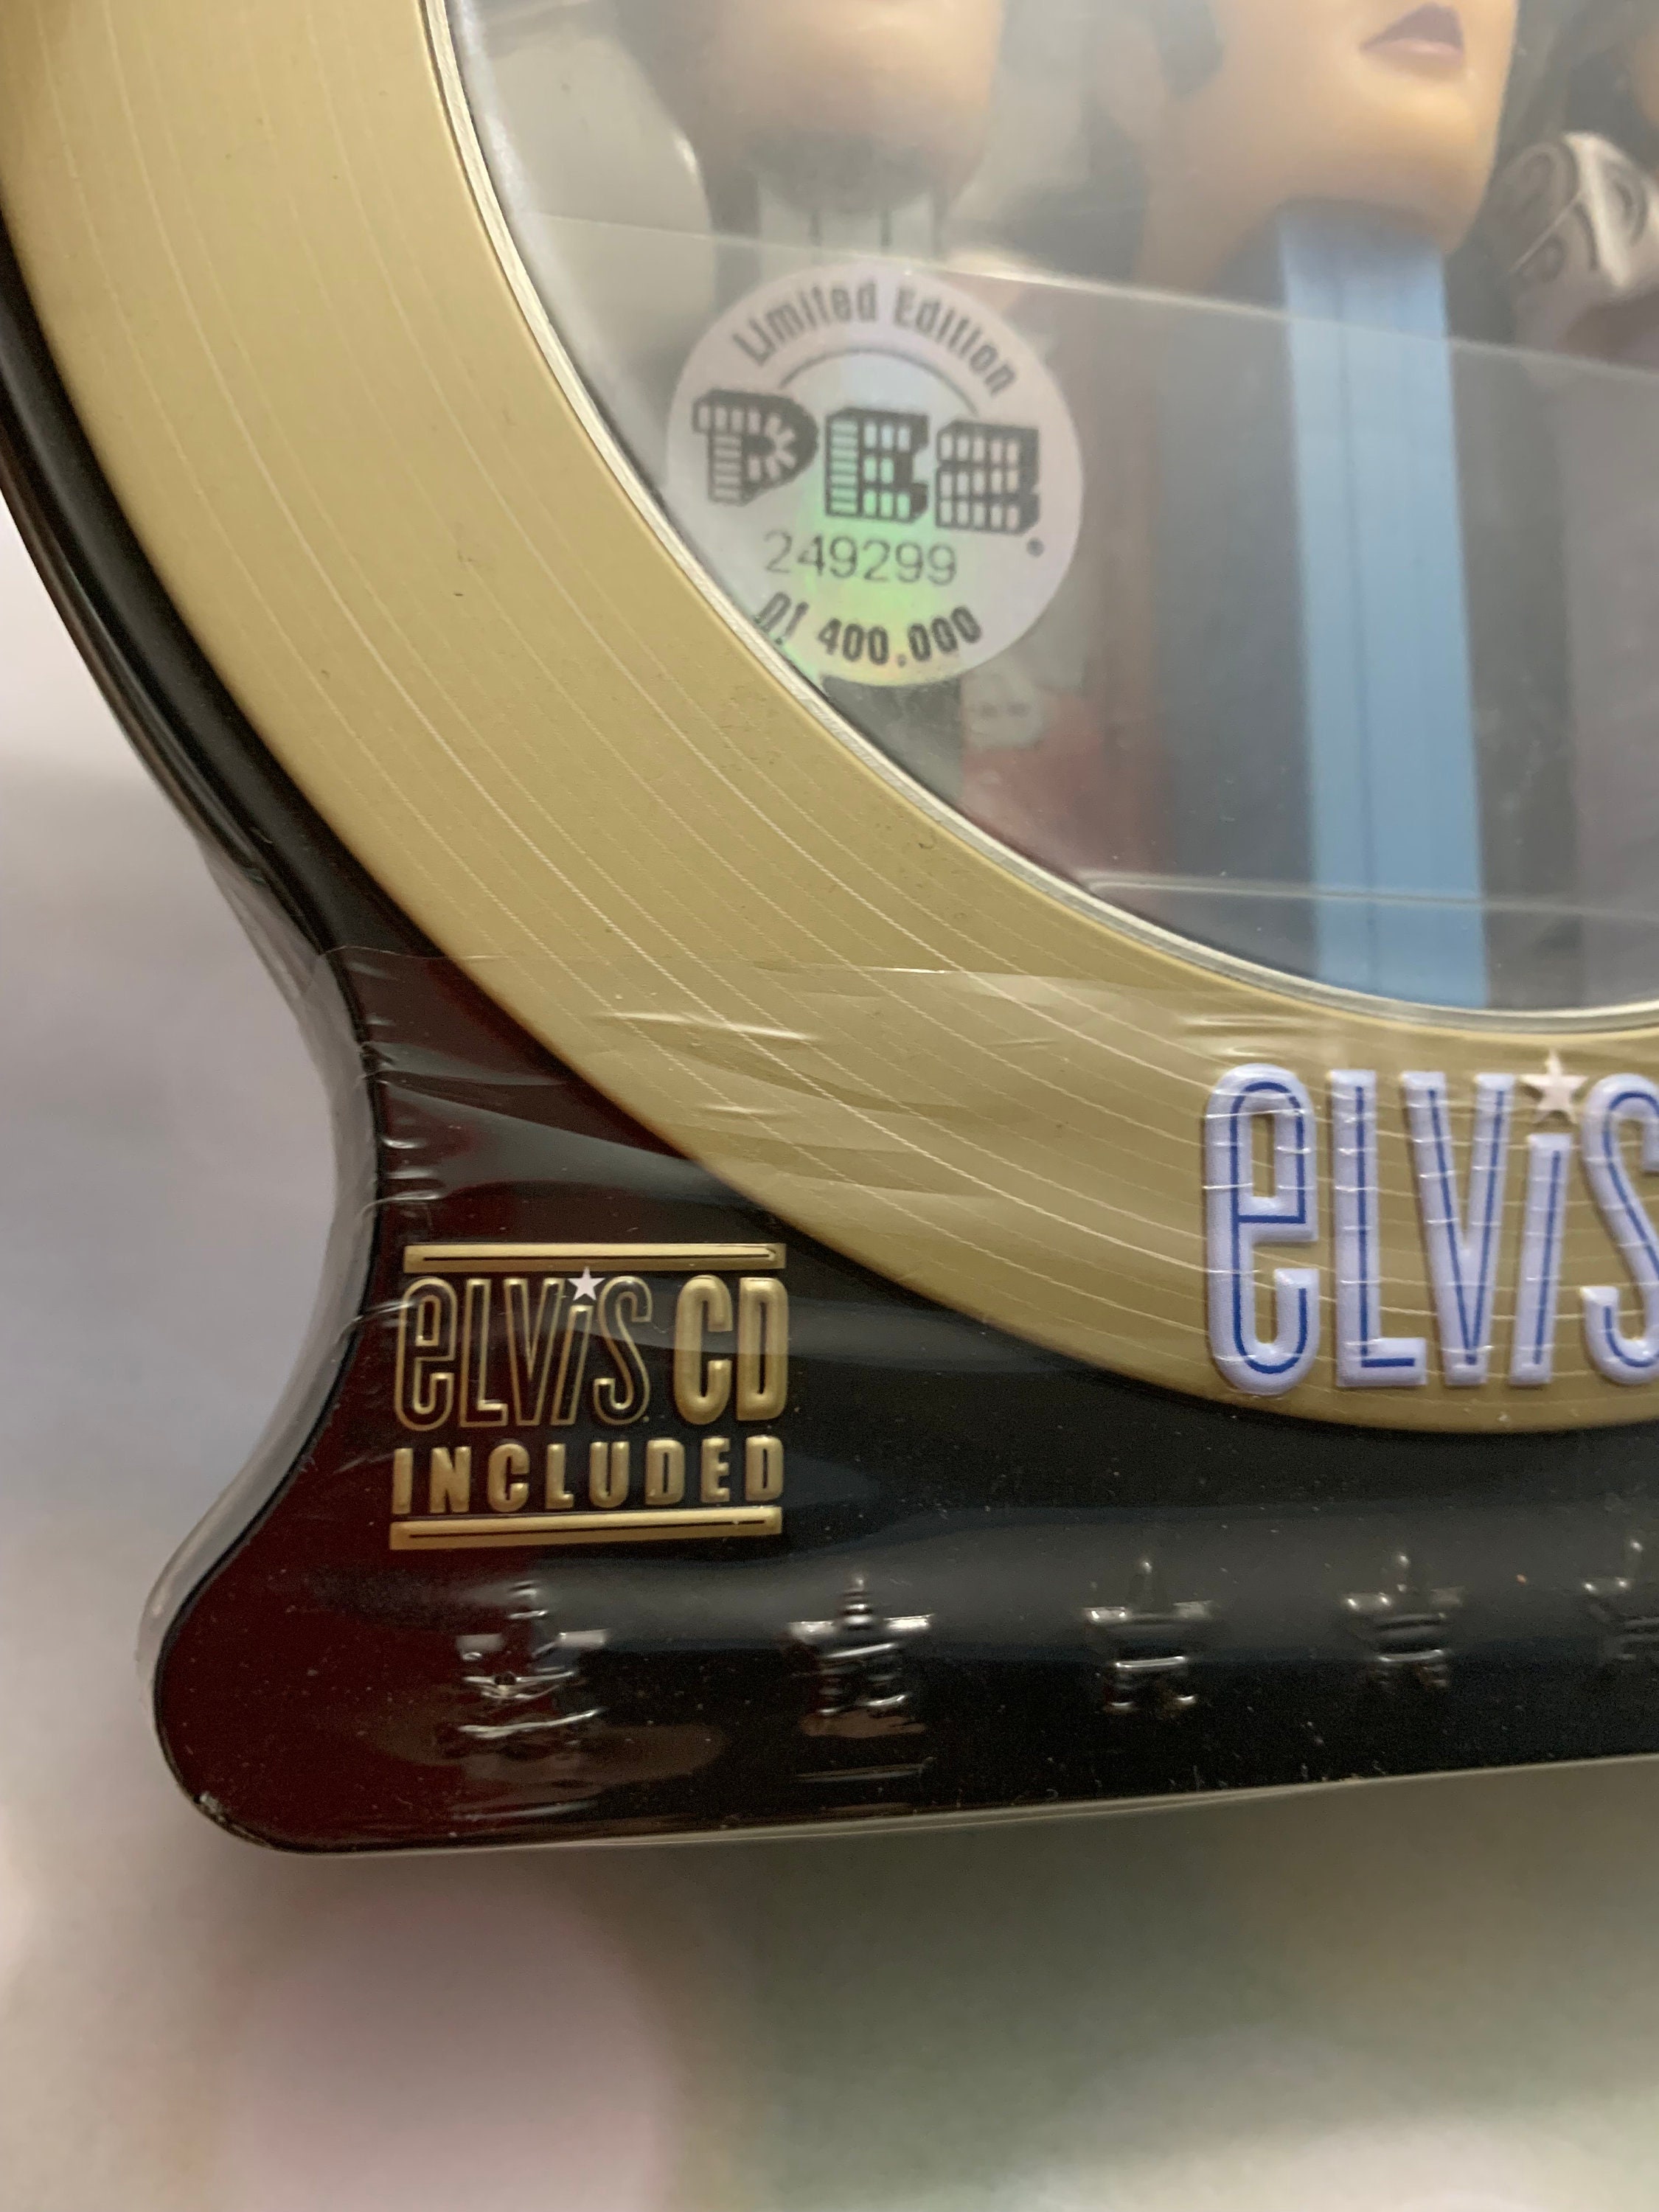 Limited Edition
PEZ®
249299
of 400,000
elvis
elvis CD
INCLUDED